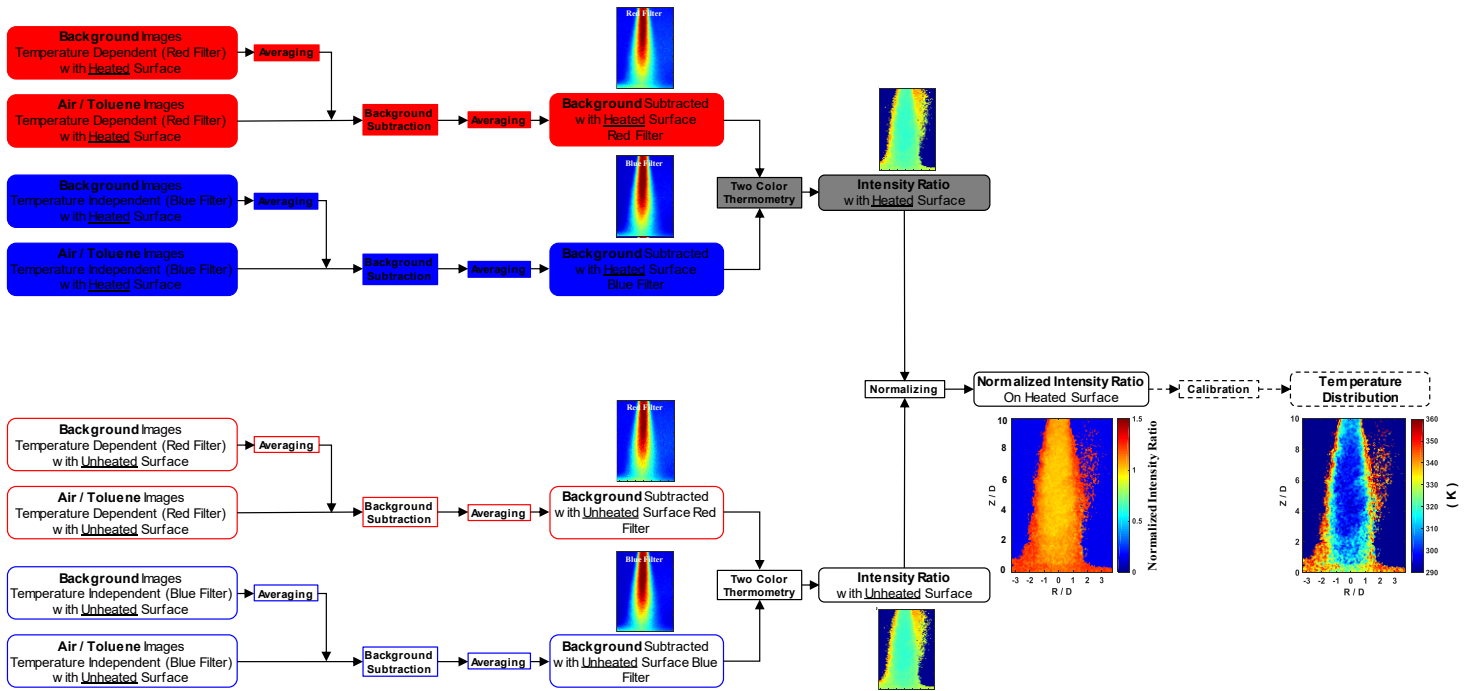 Background Images
Temperature Dependent (Red Filter)
with Heated Surface
Averaging
Air / Toluene Images
Temperature Dependent (Red Filter)
with Heated Surface
Background
Subtraction
Averaging
Red Filter
Background Subtracted
with Heated Surface
Red Filter
Background Images
Temperature Independent (Blue Filter)
with Heated Surface
Averaging
Air / Toluene Images
Temperature Independent (Blue Filter)
with Heated Surface
Background
Subtraction
Averaging
Blue Filter
Background Subtracted
with Heated Surface
Blue Filter
Two Color
Thermometry
Intensity Ratio
with Heated Surface
Background Images
Temperature Dependent (Red Filter)
with Unheated Surface
Averaging
Air / Toluene Images
Temperature Dependent (Red Filter)
with Unheated Surface
Background
Subtraction
Averaging
Red Filter
Background Subtracted
with Unheated Surface Red
Filter
Background Images
Temperature Independent (Blue Filter)
with Unheated Surface
Averaging
Air / Toluene Images
Temperature Independent (Blue Filter)
with Unheated Surface
Background
Subtraction
Averaging
Blue Filter
Background Subtracted
with Unheated Surface Blue
Filter
Two Color
Thermometry
Intensity Ratio
with Unheated Surface
Normalizing
Normalized Intensity Ratio
On Heated Surface
Calibration
Temperature
Distribution
10
8
6
4
2
0
Z / D
-3 -2 -1 0 1 2 3
R / D
1.5
1
0.5
0
Normalized Intensity Ratio
10
8
6
4
2
0
Z / D
-3 -2 -1 0 1 2 3
R / D
360
350
340
330
320
310
300
290
( K )